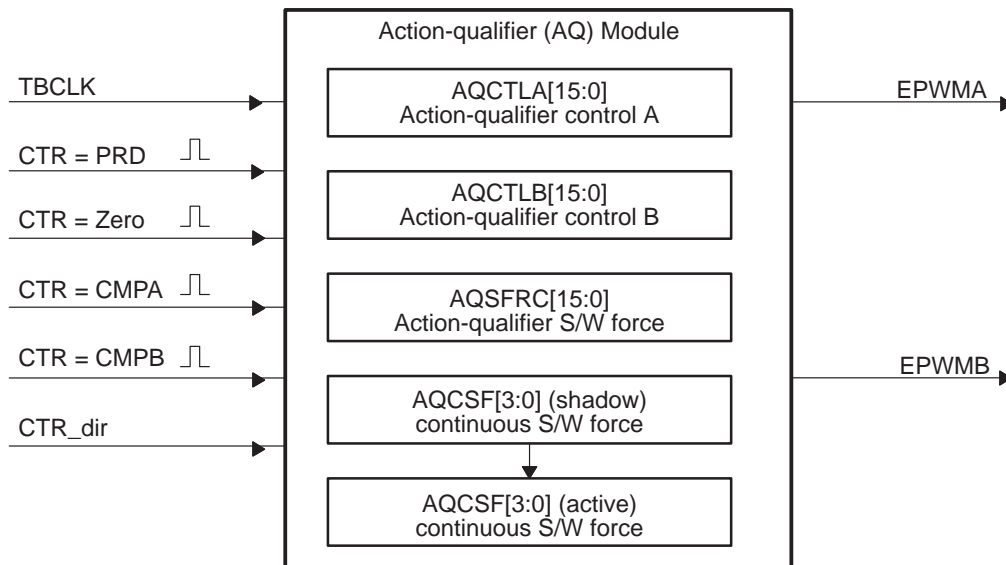 Action-qualifier (AQ) Module
TBCLK
CTR = PRD
CTR = Zero
CTR = CMPA
CTR = CMPB
CTR_dir
AQCTLA[15:0]
Action-qualifier control A
AQCTLB[15:0]
Action-qualifier control B
AQSFRC[15:0]
Action-qualifier S/W force
AQCSF[3:0] (shadow)
continuous S/W force
AQCSF[3:0] (active)
continuous S/W force
EPWMA
EPWMB